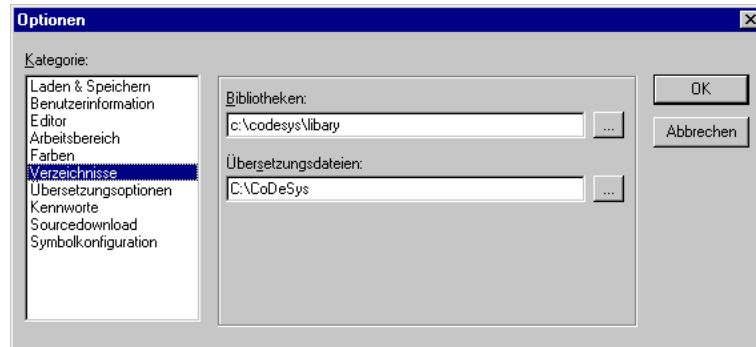 Optionen
Kategorie:
Laden & Speichern
Benutzerinformation
Editor
Arbeitsbereich
Farben
Verzeichnisse
Übersetzungsoptionen
Kennworte
Sourcedownload
Symbolkonfiguration
Bibliotheken:
c:\codesys\libary
...
Übersetzungsdateien:
C:\CoDeSys
...
OK
Abbrechen